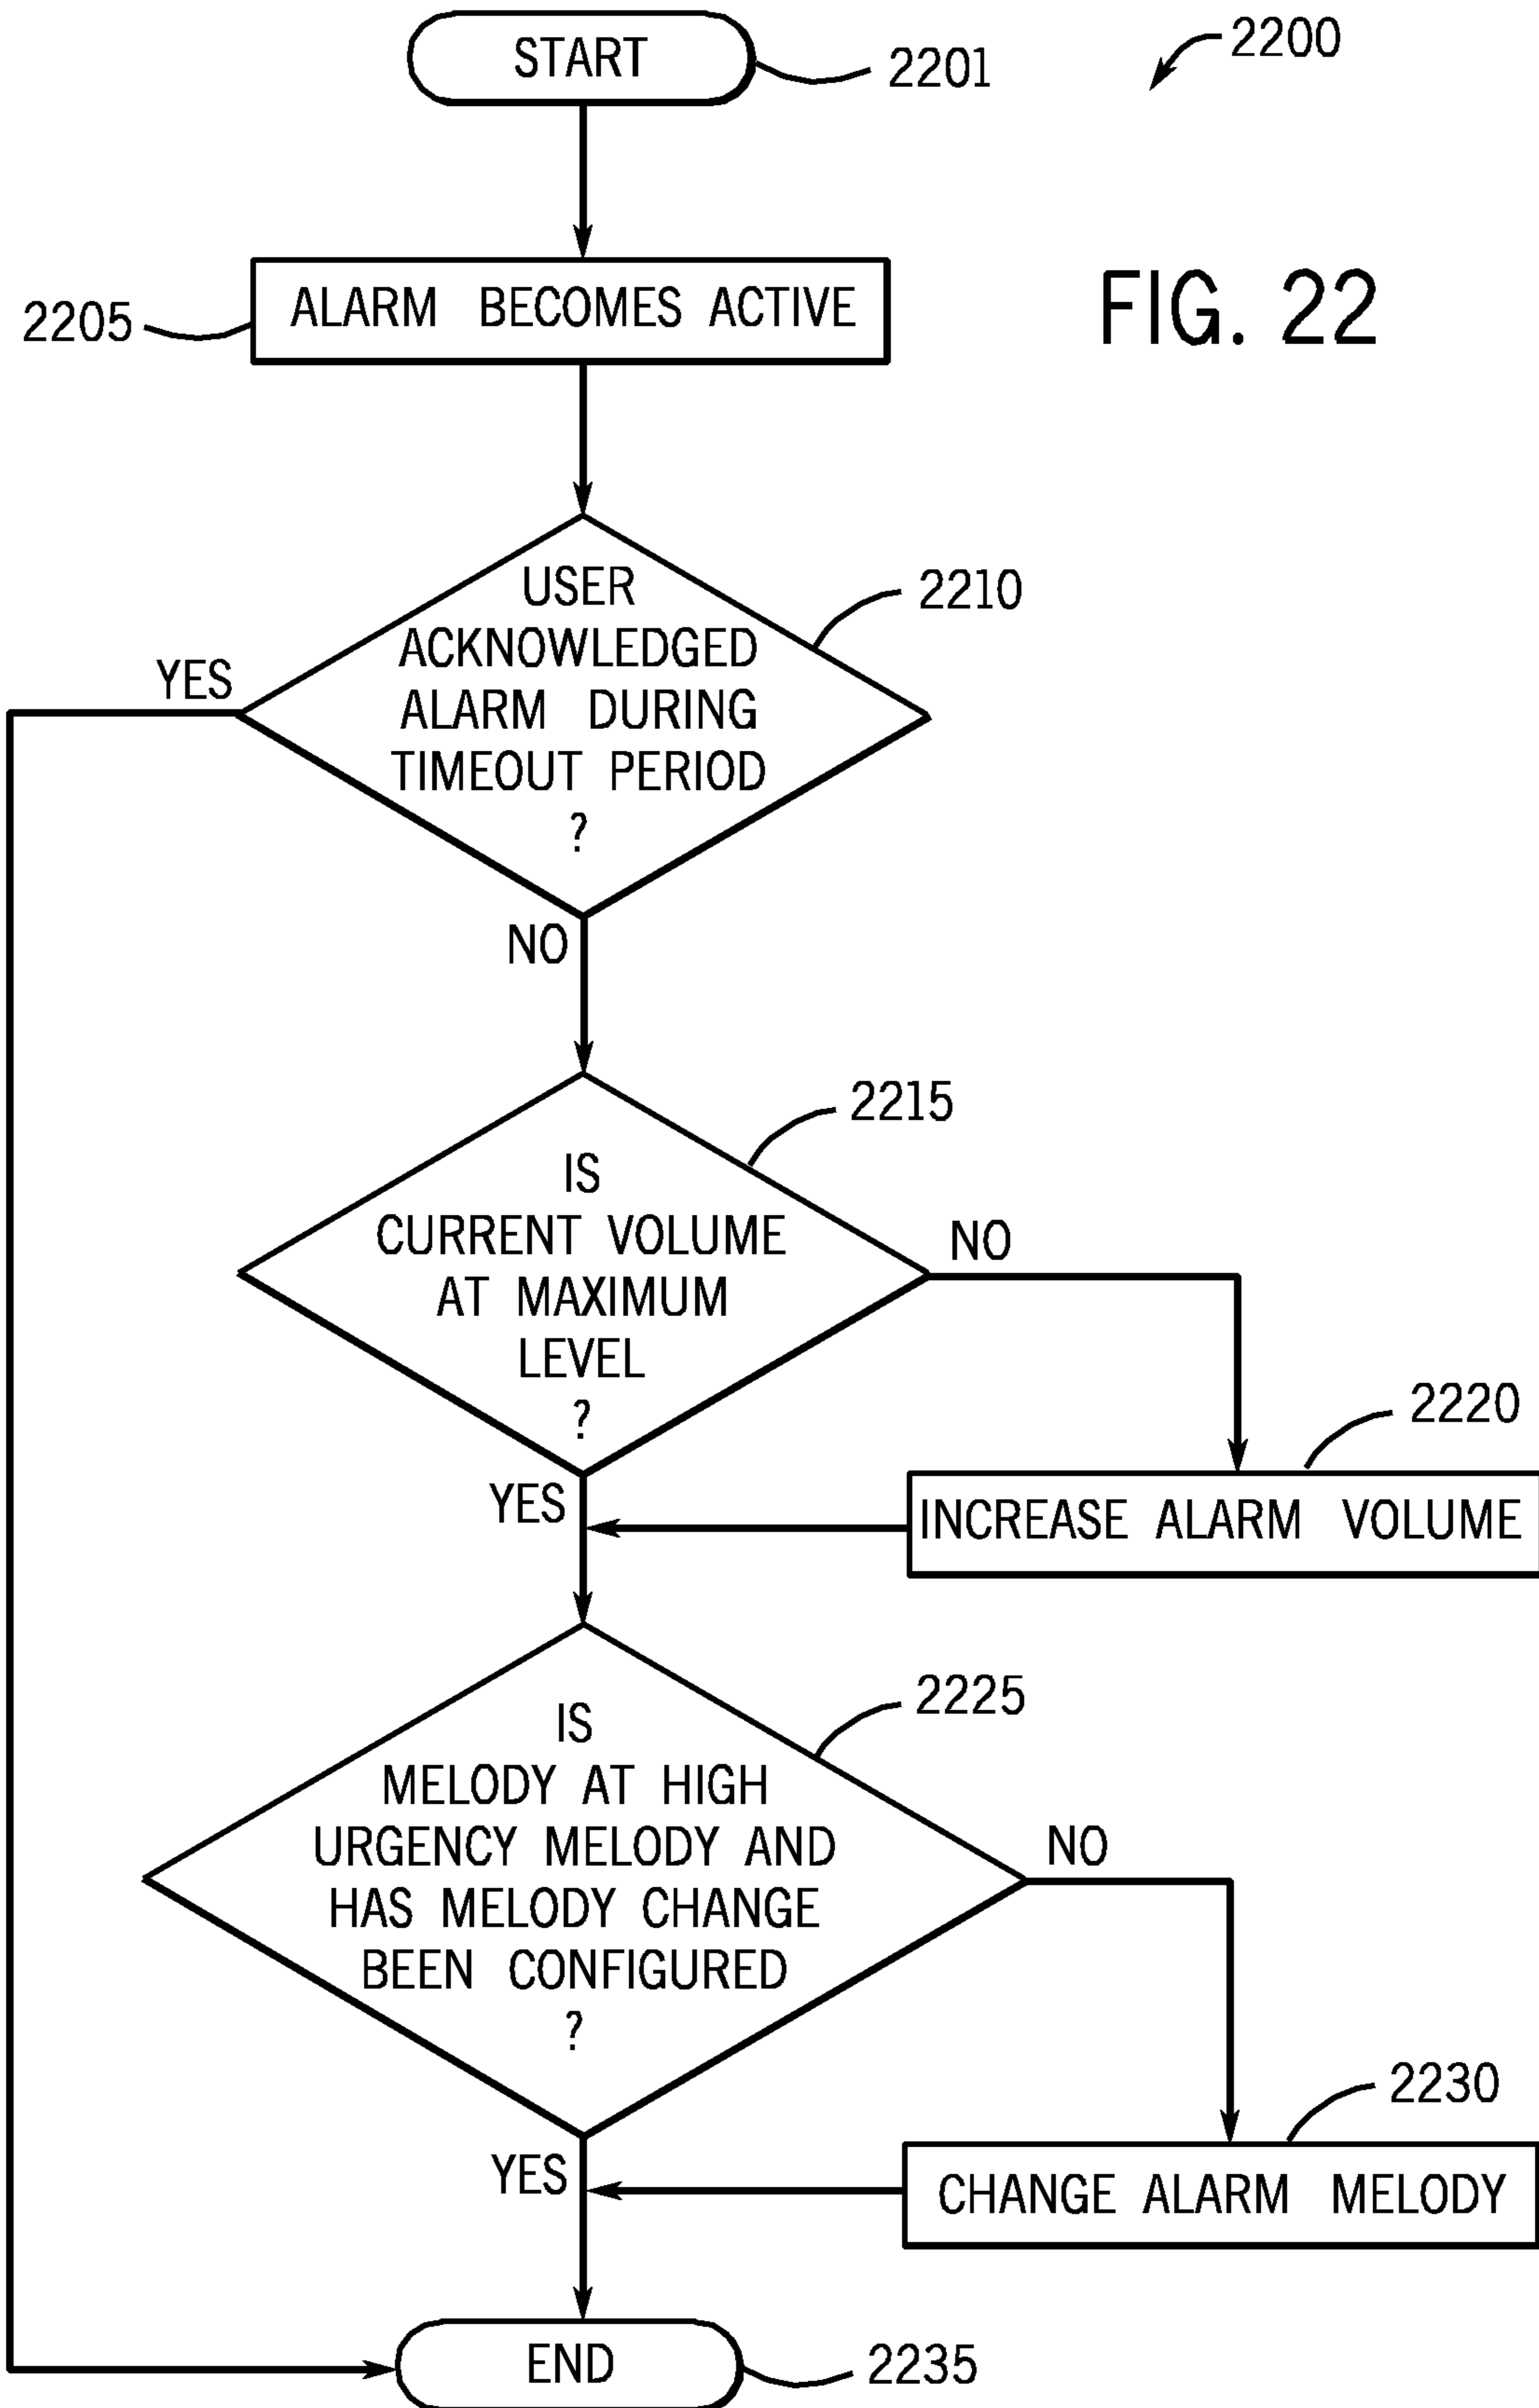 START
2201
2200
ALARM BECOMES ACTIVE
2205
FIG. 22
USER
ACKNOWLEDGED
ALARM DURING
TIMEOUT PERIOD
?
2210
YES
NO
2215
IS
CURRENT VOLUME
AT MAXIMUM
LEVEL
?
NO
2220
YES
INCREASE ALARM VOLUME
2225
IS
MELODY AT HIGH
URGENCY MELODY AND
HAS MELODY CHANGE
BEEN CONFIGURED
?
NO
2230
YES
CHANGE ALARM MELODY
END
2235